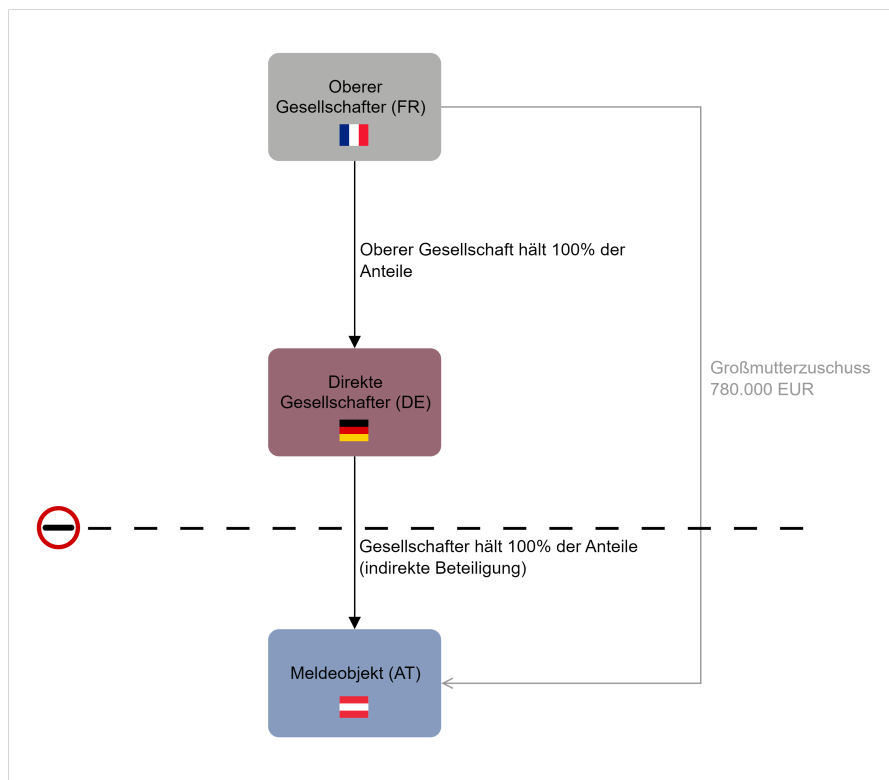 Oberer
Gesellschafter (FR)
Oberer Gesellschaft hält 100% der
Anteile
Großmutterzuschuss
780.000 EUR
Direkte
Gesellschafter (DE)
Gesellschafter hält 100% der Anteile
(indirekte Beteiligung)
Meldeobjekt (AT)